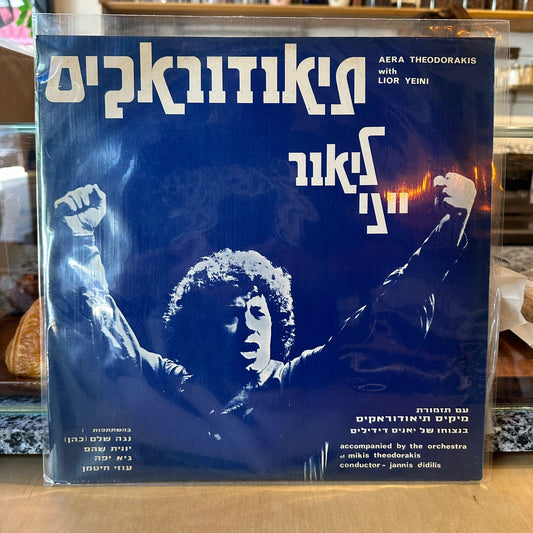 תיאודוראקיס
AERA THEODORAKIS
with
LIOR YEINI
ליאור
ייני
עם תזמורת
מיקיס תיאודוראקיס
בנצוחו של יאניס דידיליס
accompanied by the orchestra
of mikis theodorakis
conductor - jannis didilis
בהשתתפות :
נגה שלם (כהן)
יונית שהם
גיא יפה
עוזי חיטמן